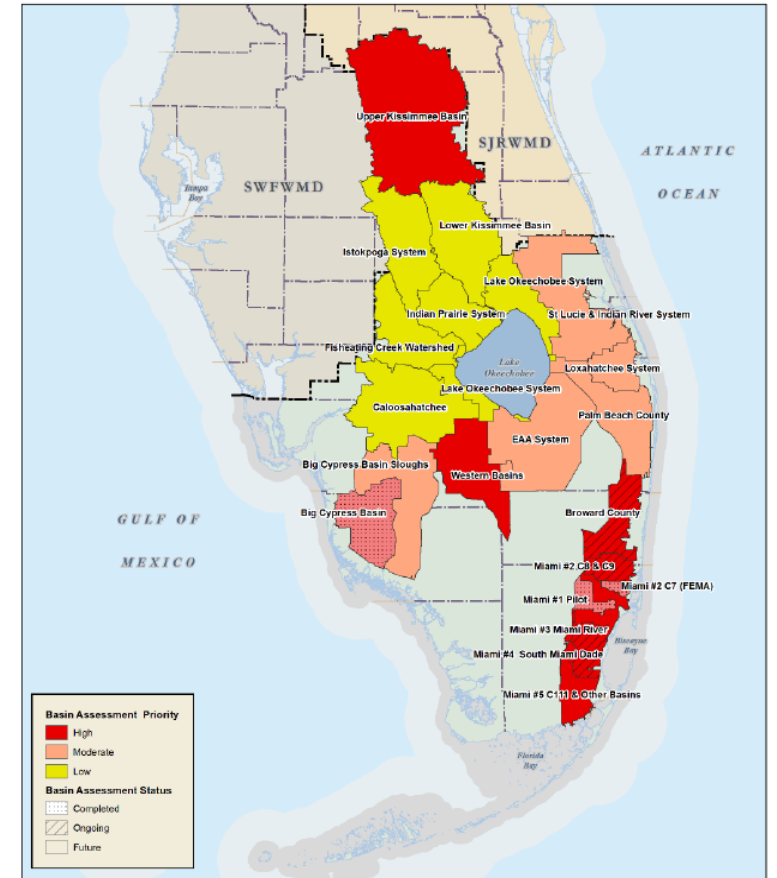 Upper Kissimmee Basin
SJRWMD
ATLANTIC
OCEAN
SWFWMD
Tampa
Bay
Lower Kissimmee Basin
Istokpoga System
Lake Okeechobee System
Indian Prairie System
St Lucie & Indian River System
Fisheating Creek Watershed
Lake
Okeechobee
Loxahatchee System
Lake Okeechobee System
Caloosahatchee
Palm Beach County
EAA System
Big Cypress Basin Sloughs
Western Basins
Big Cypress Basin
Broward County
GULF OF
MEXICO
Miami #2 C8 & C9
Miami #2 C7 (FEMA)
Miami #1 Pilot
Miami #3 Miami River
Biscayne
Bay
Miami #4 South Miami Dade
Miami #5 C111 & Other Basins
Florida
Bay
Basin Assessment Priority
High
Moderate
Low
Basin Assessment Status
Completed
Ongoing
Future